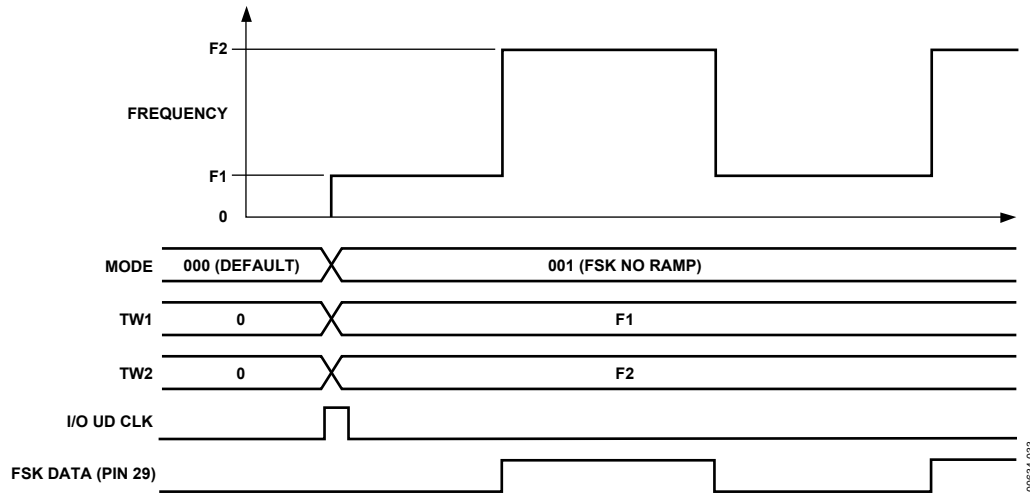 F2
FREQUENCY
F1
0
MODE 000 (DEFAULT) 001 (FSK NO RAMP)
TW1 0 F1
TW2 0 F2
I/O UD CLK
FSK DATA (PIN 29)